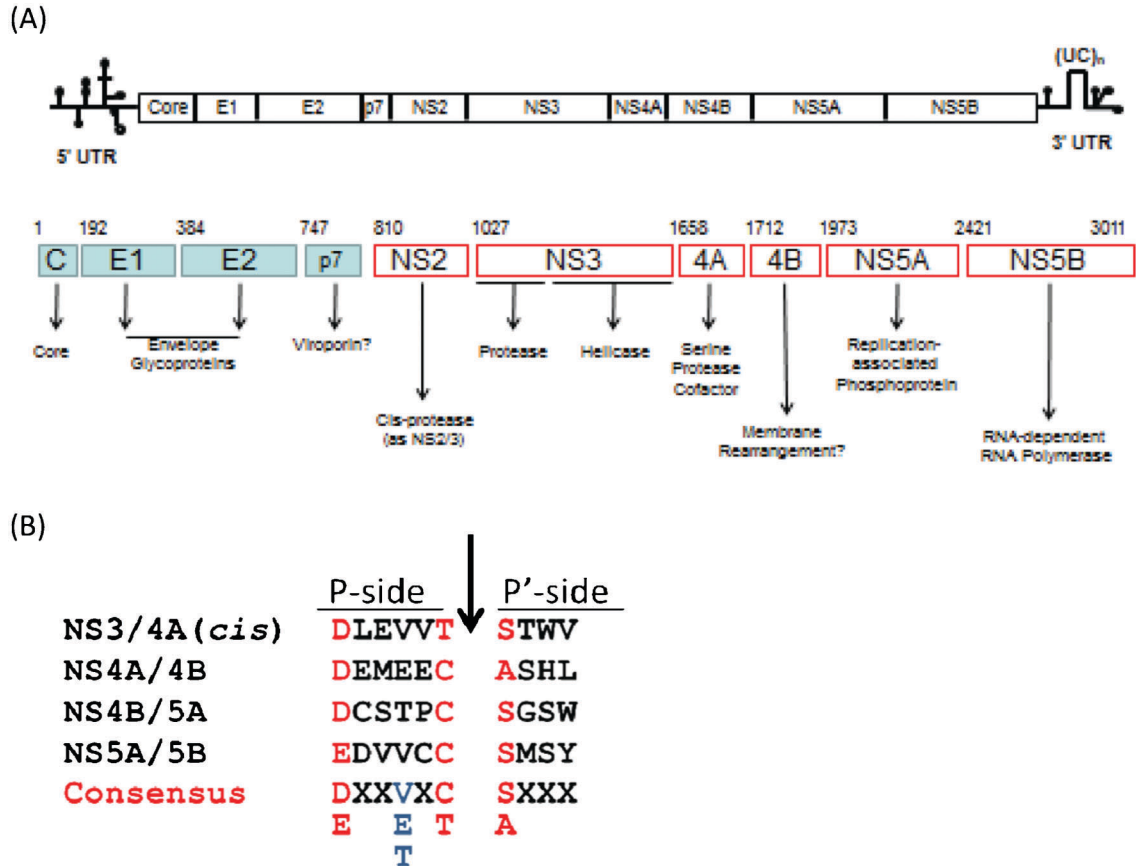 (A)
(UC)n
Core E1 E2 p7 NS2 NS3 NS4A NS4B NS5A NS5B
5' UTR 3' UTR
1 192 384 747 810 1027 1658 1712 1973 2421 3011
C E1 E2 p7 NS2 NS3 4A 4B NS5A NS5B
Core
Envelope
Glycoproteins
Viroporin?
Cis-protease
(as NS2/3)
Protease
Helicase
Serine
Protease
Cofactor
Membrane
Rearrangement?
Replication-
associated
Phosphoprotein
RNA-dependent
RNA Polymerase
(B)
P-side P'-side
NS3/4A(cis) DLEVVT STWV
NS4A/4B DEMEEC ASHL
NS4B/5A DCSTPC SGSW
NS5A/5B EDVVCC SMSY
Consensus DXXVXC SXXX
E E T A
T